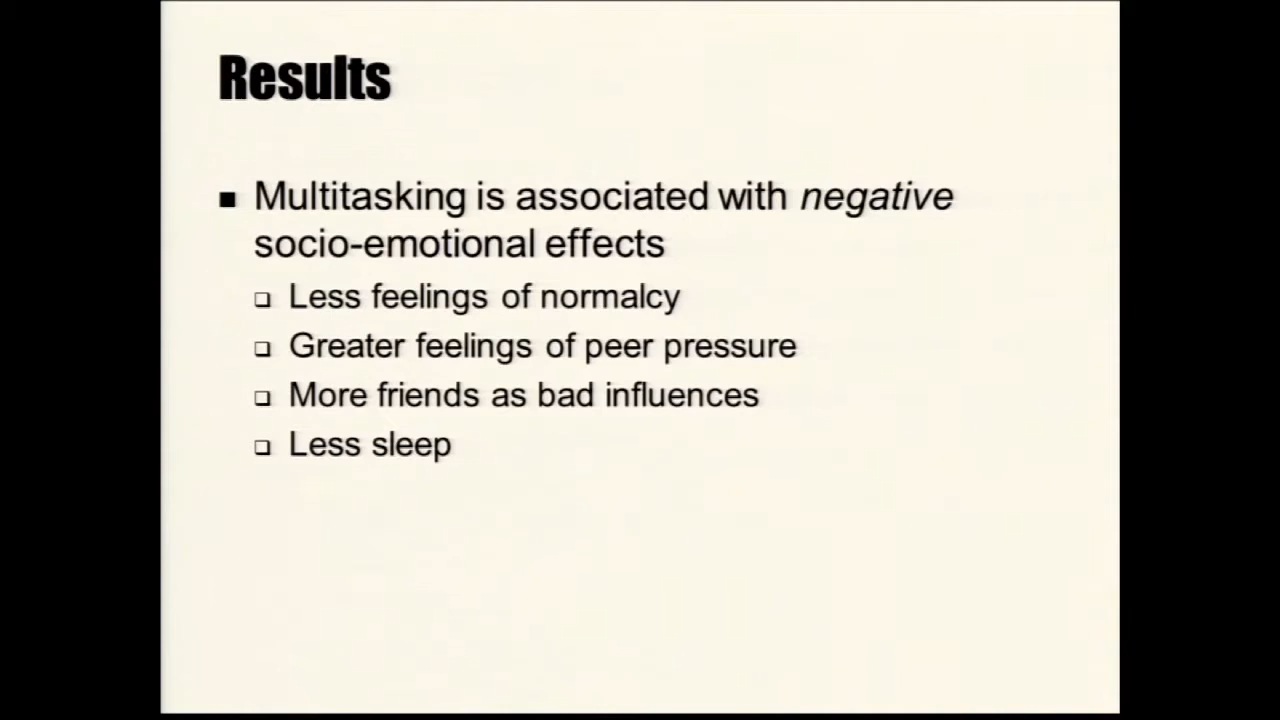 Results
Multitasking is associated with negative
socio-emotional effects
Less feelings of normalcy
Greater feelings of peer pressure
More friends as bad influences
Less sleep